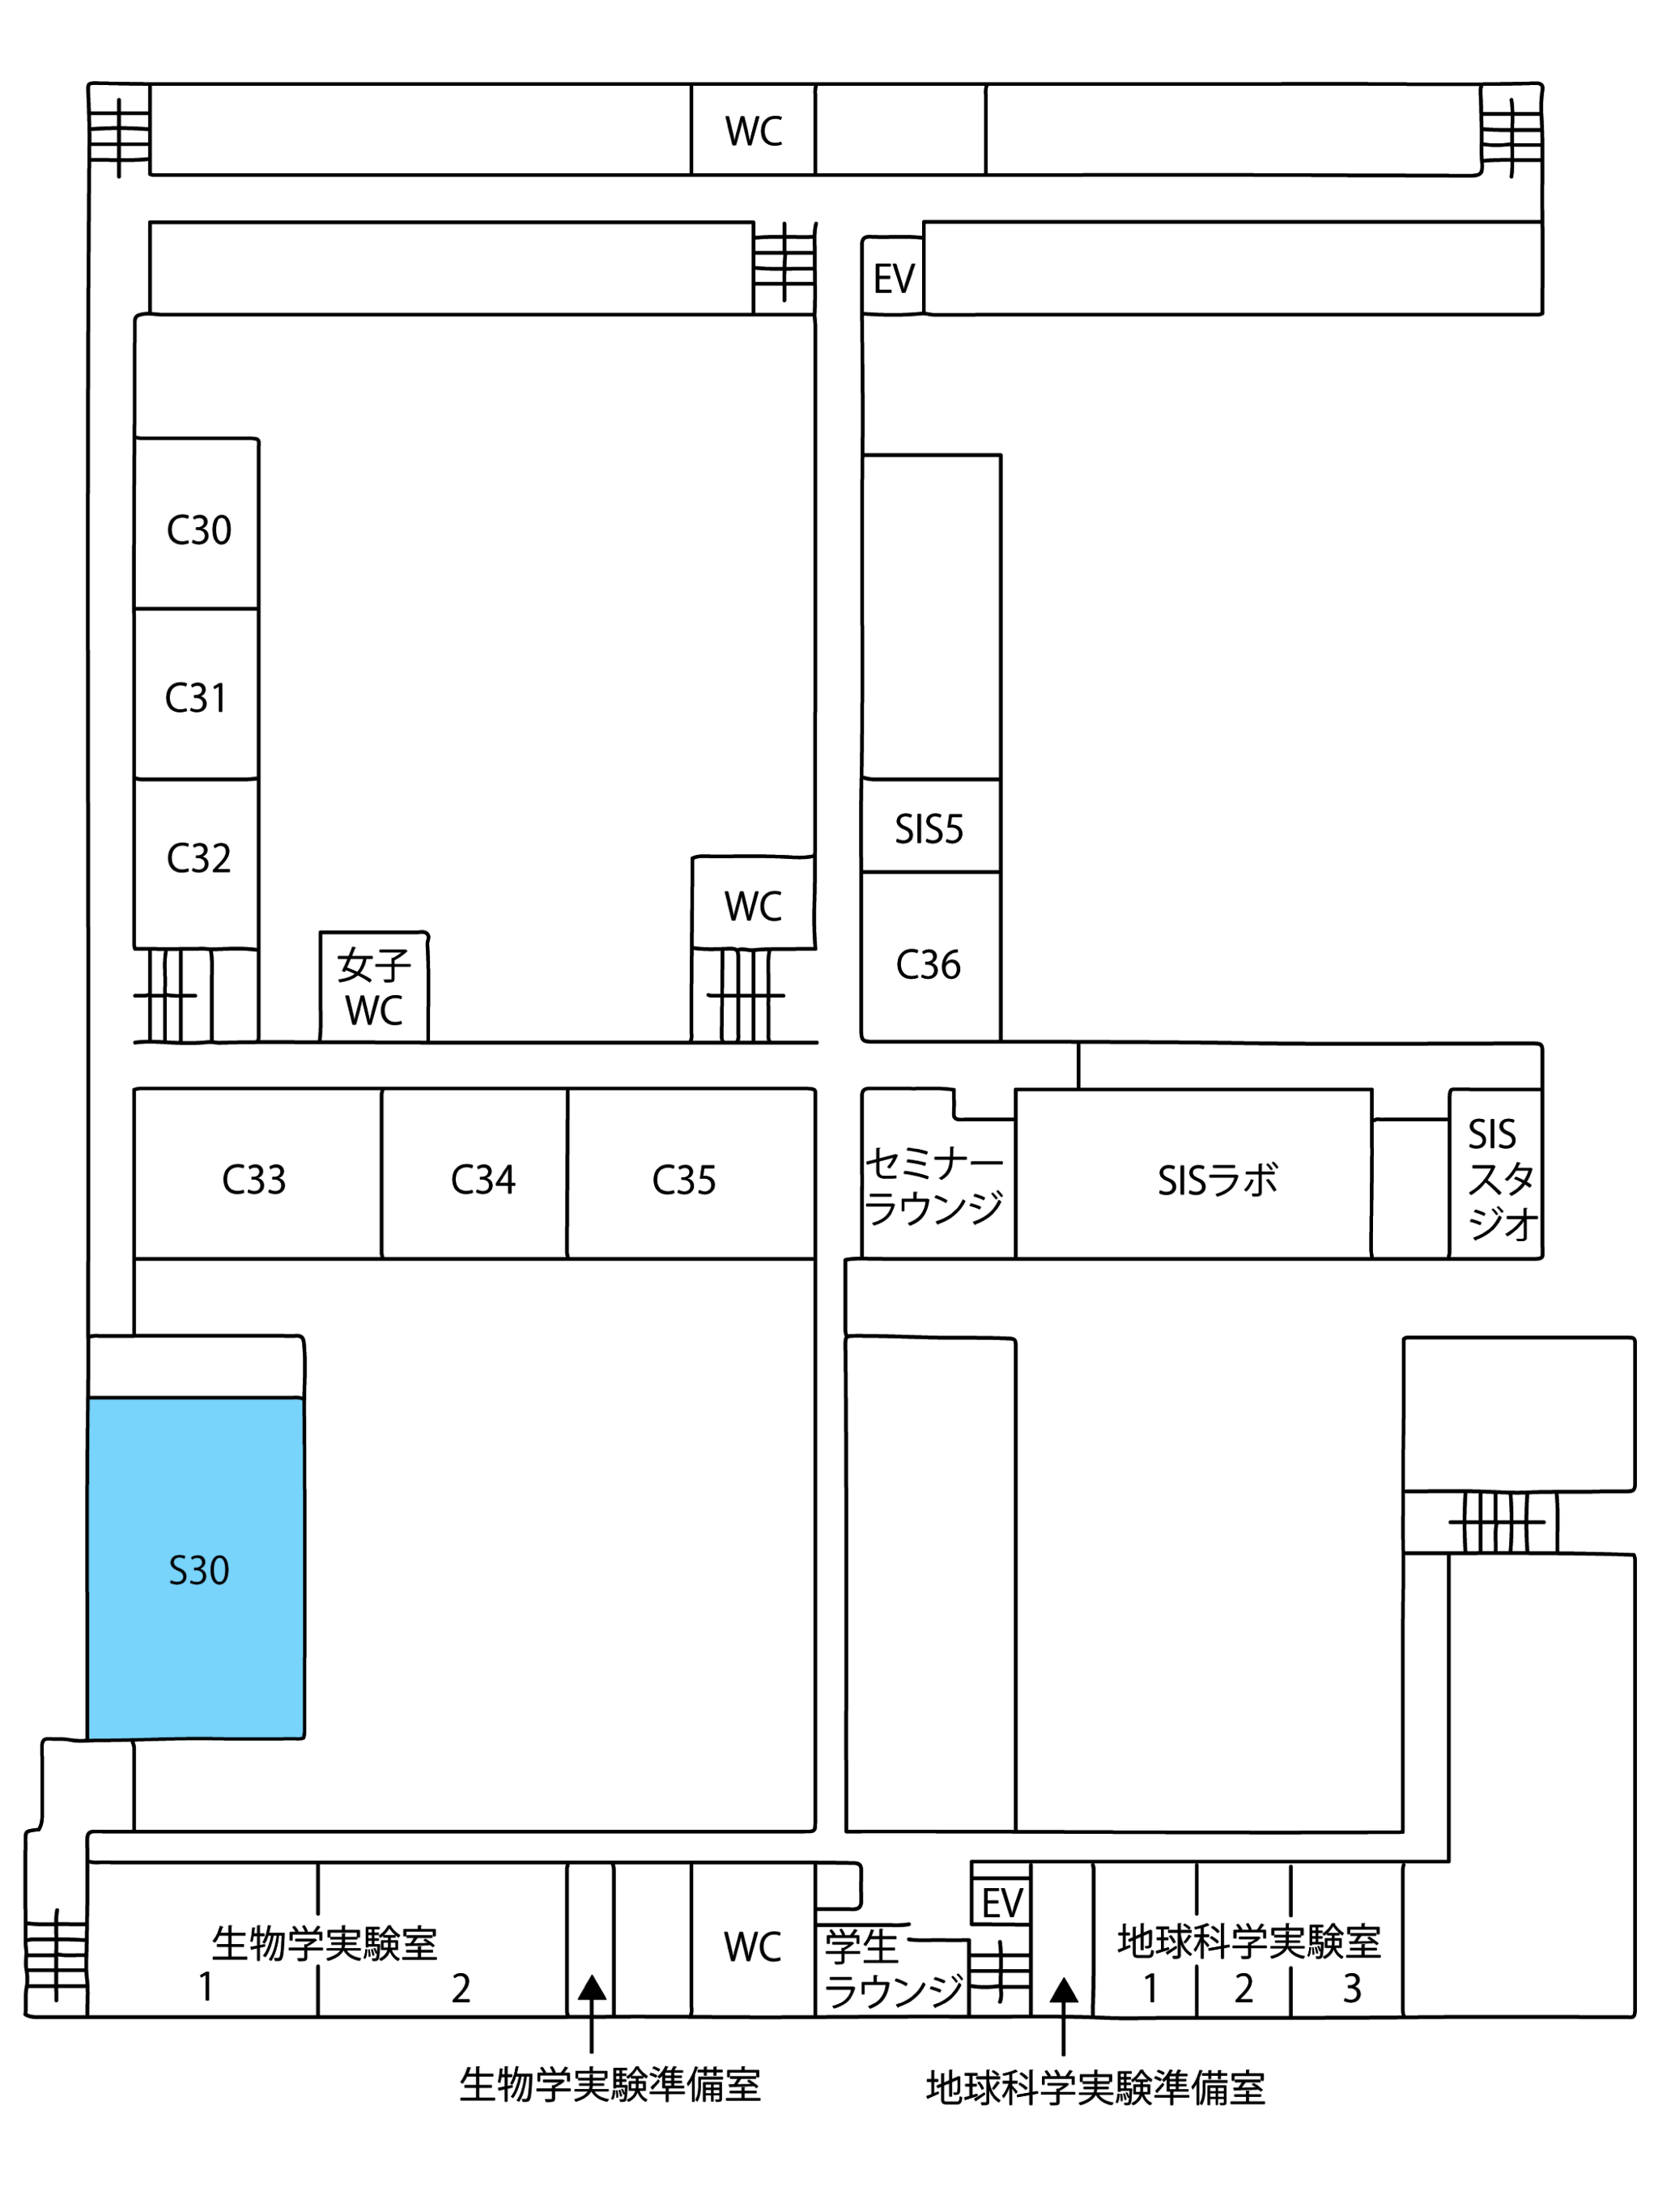 WC
EV
C30
C31
SIS5
C32
WC
女子
WC
C36
C33
C34
C35
セミナー
ラウンジ
SISラボ
SIS
スタ
ジオ
S30
生物学実験室
1
2
WC
学生
ラウンジ
EV
地球科学実験室
1
2
3
生物学実験準備室
地球科学実験準備室